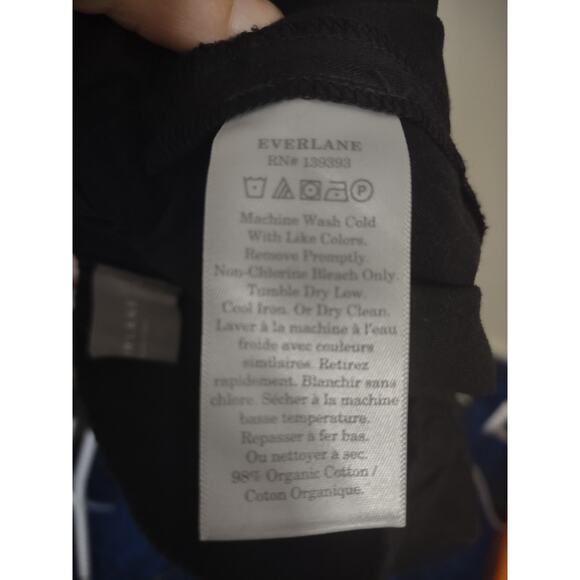 EVERLANE
RN# 139393
Machine Wash Cold
With Like Colors.
Remove Promptly.
Non-Chlorine Bleach Only.
Tumble Dry Low.
Cool Iron. Or Dry Clean.
Laver à la machine à l'eau
froide avec couleurs
similaires. Retirez
rapidement. Blanchir sans
chlore. Sécher à la machine
basse temperature.
Repasser à fer bas.
Ou nettoyer à sec.
98% Organic Cotton /
Coton Organique.